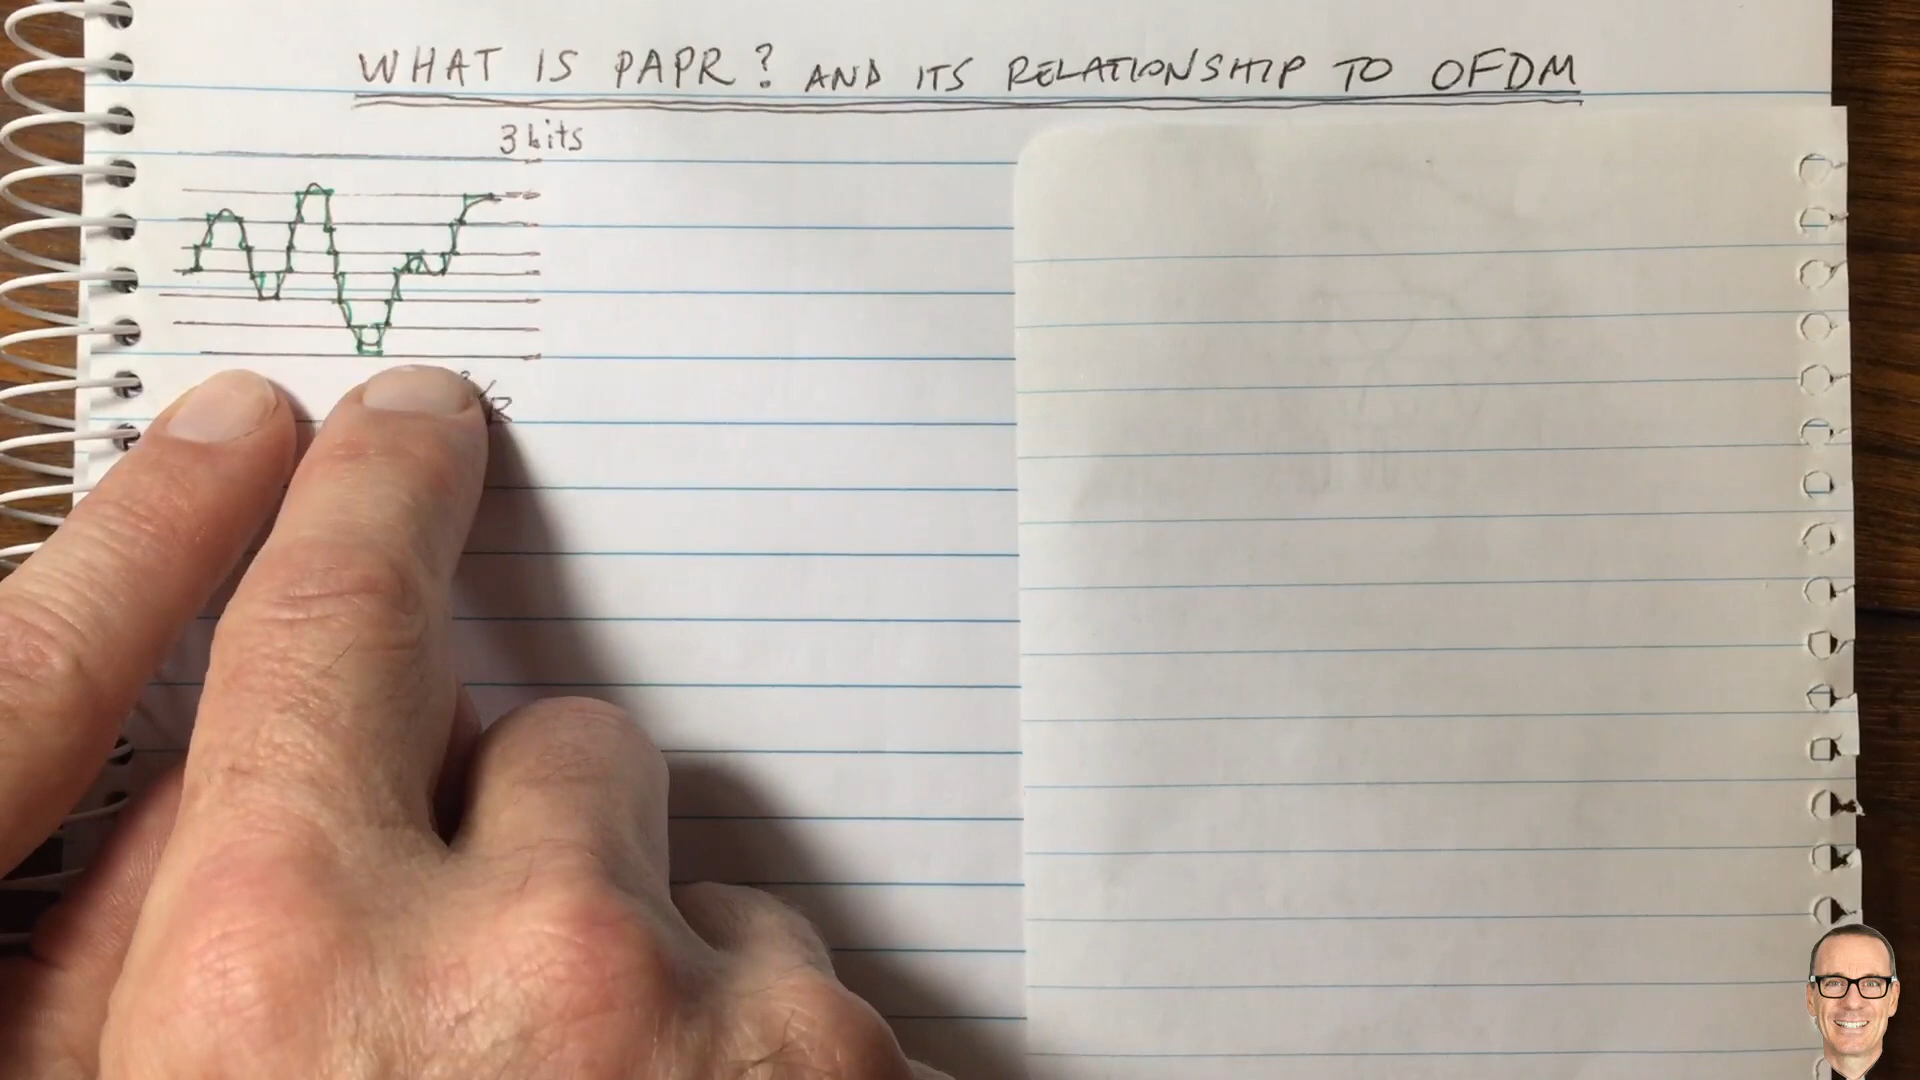 WHAT IS PAPR? AND ITS RELATIONSHIP TO OFDM
3 bits